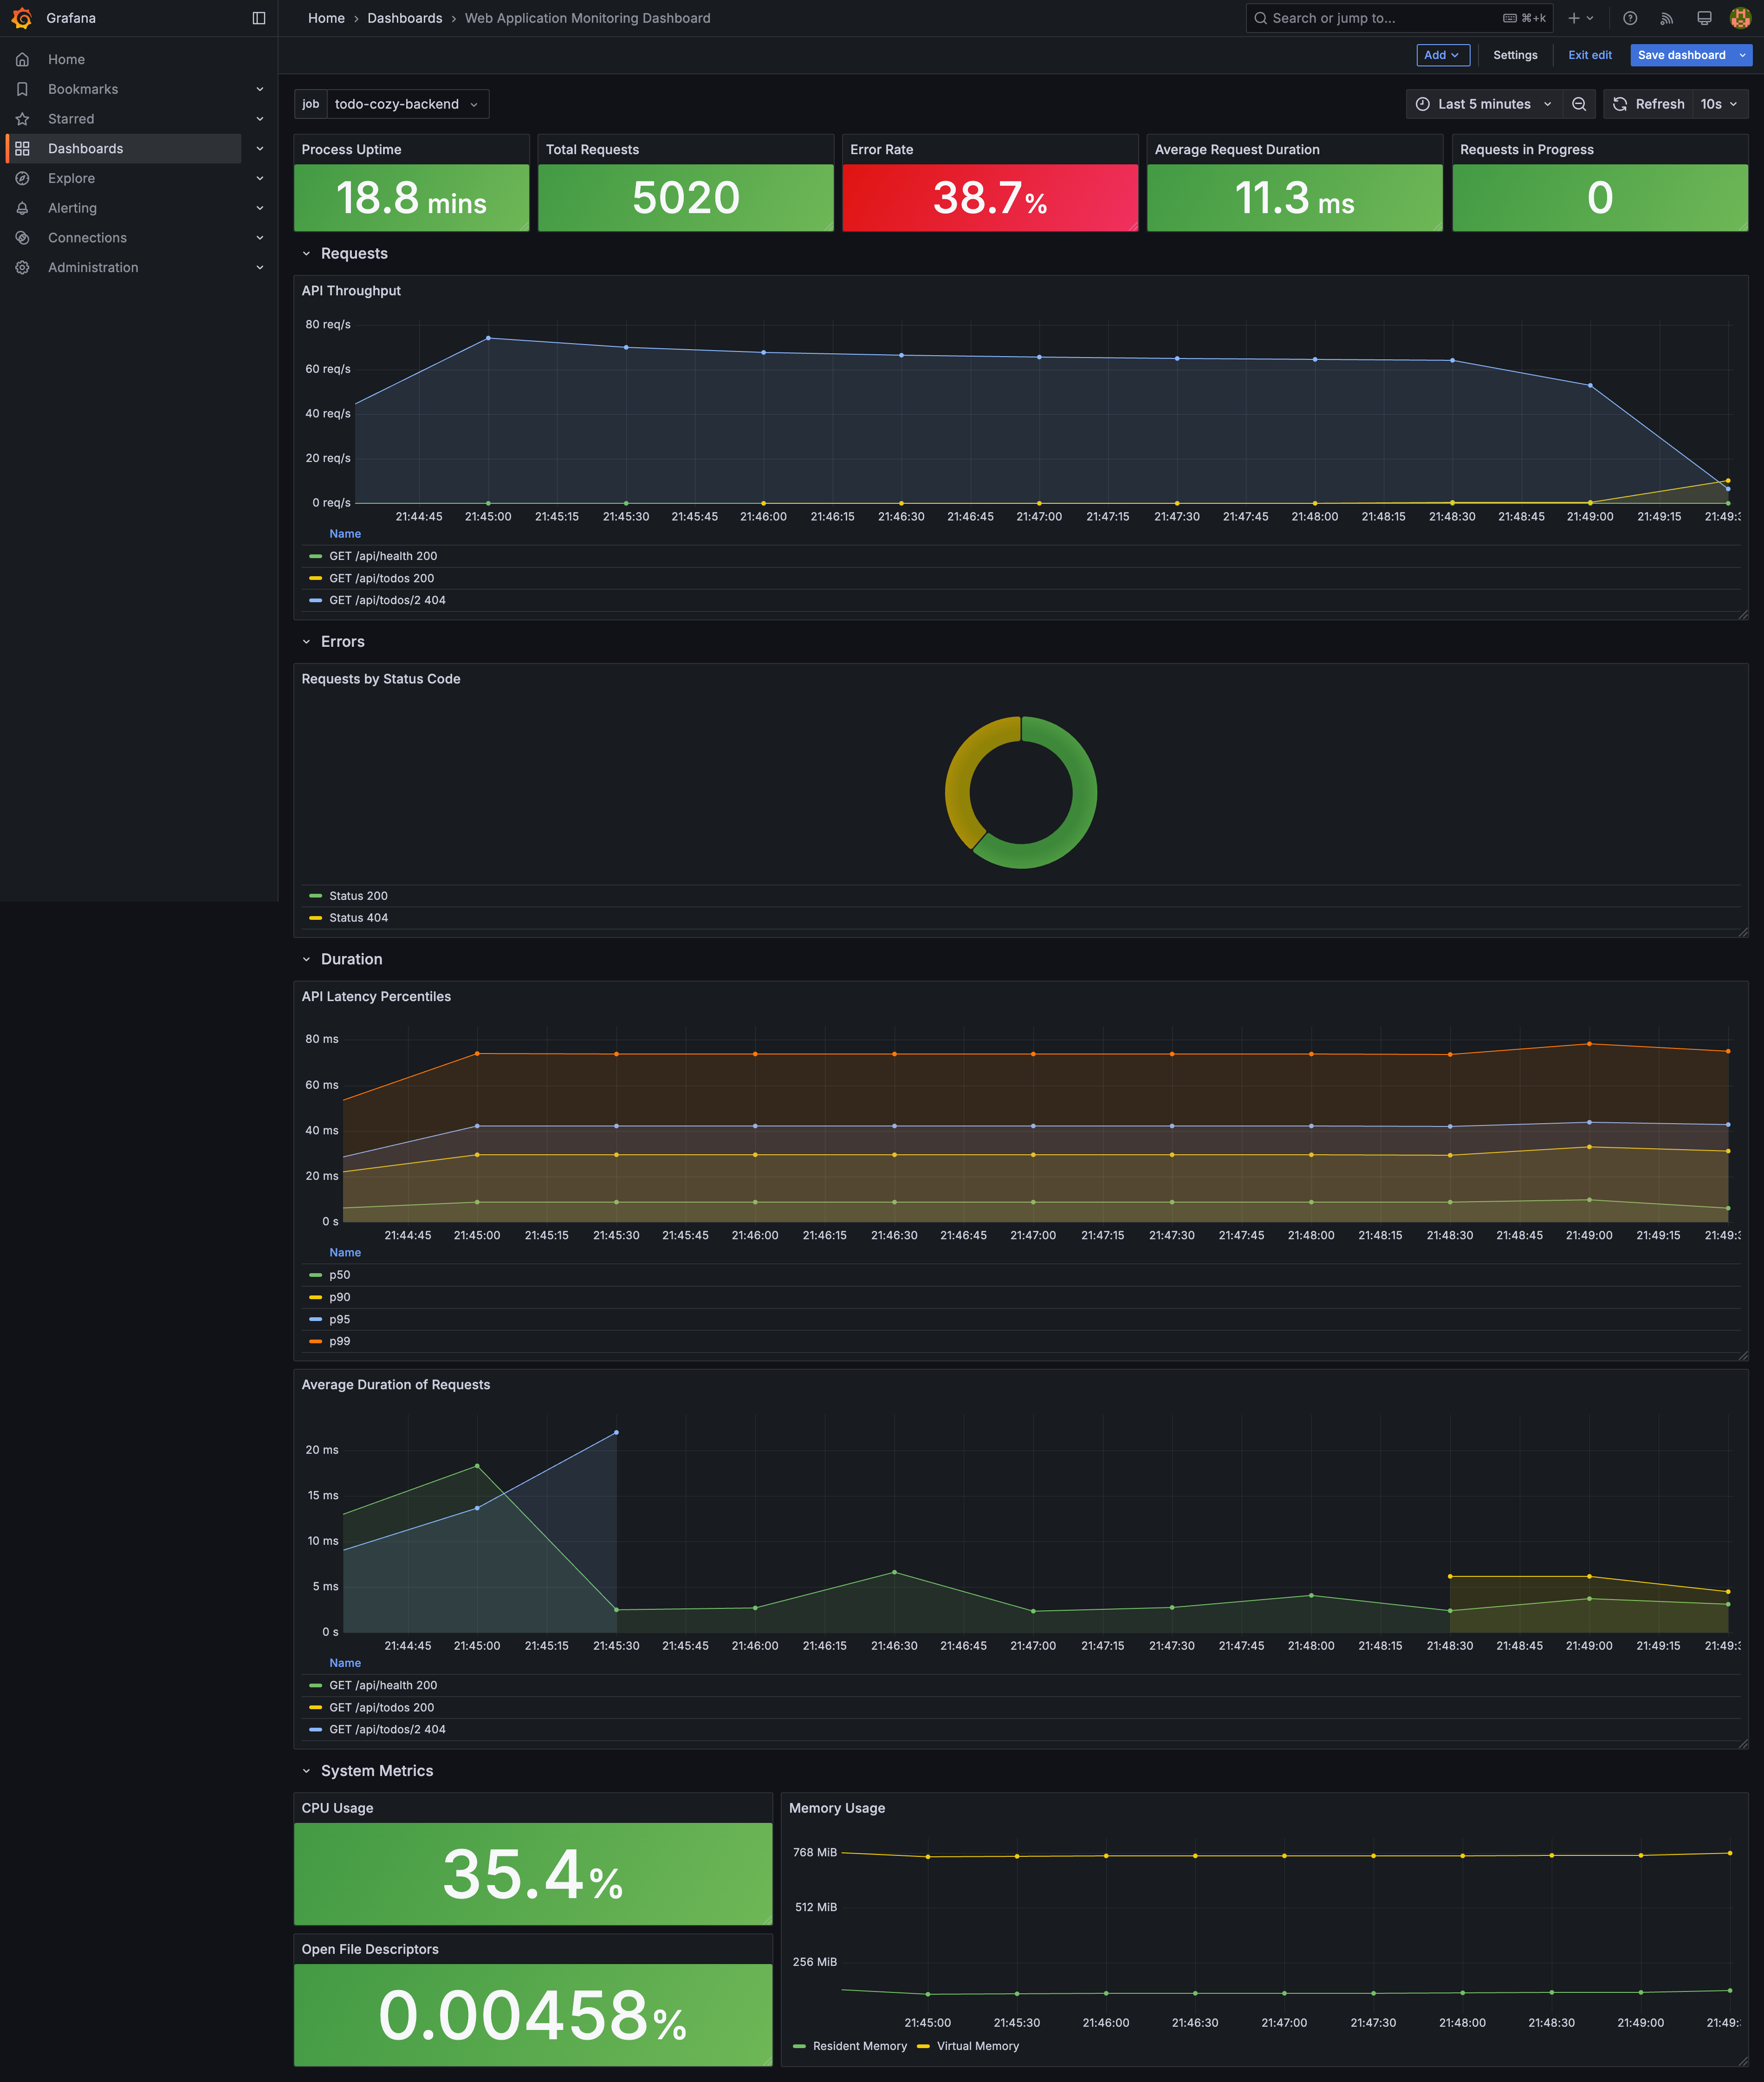 Grafana
Home › Dashboards › Web Application Monitoring Dashboard
Search or jump to...
⌘+k
Home
Bookmarks
Starred
Dashboards
Explore
Alerting
Connections
Administration
Add
Settings
Exit edit
Save dashboard
job todo-cozy-backend
Last 5 minutes
Refresh 10s
Process Uptime
18.8 mins
Total Requests
5020
Error Rate
38.7%
Average Request Duration
11.3 ms
Requests in Progress
0
Requests
API Throughput
80 req/s
60 req/s
40 req/s
20 req/s
0 req/s
21:44:45 21:45:00 21:45:15 21:45:30 21:45:45 21:46:00 21:46:15 21:46:30 21:46:45 21:47:00 21:47:15 21:47:30 21:47:45 21:48:00 21:48:15 21:48:30 21:48:45 21:49:00 21:49:15 21:49:3
Name
GET /api/health 200
GET /api/todos 200
GET /api/todos/2 404
Errors
Requests by Status Code
Status 200
Status 404
Duration
API Latency Percentiles
80 ms
60 ms
40 ms
20 ms
0 s
21:44:45 21:45:00 21:45:15 21:45:30 21:45:45 21:46:00 21:46:15 21:46:30 21:46:45 21:47:00 21:47:15 21:47:30 21:47:45 21:48:00 21:48:15 21:48:30 21:48:45 21:49:00 21:49:15 21:49:3
Name
p50
p90
p95
p99
Average Duration of Requests
20 ms
15 ms
10 ms
5 ms
0 s
21:44:45 21:45:00 21:45:15 21:45:30 21:45:45 21:46:00 21:46:15 21:46:30 21:46:45 21:47:00 21:47:15 21:47:30 21:47:45 21:48:00 21:48:15 21:48:30 21:48:45 21:49:00 21:49:15 21:49:3
Name
GET /api/health 200
GET /api/todos 200
GET /api/todos/2 404
System Metrics
CPU Usage
35.4%
Open File Descriptors
0.00458%
Memory Usage
768 MiB
512 MiB
256 MiB
21:45:00 21:45:30 21:46:00 21:46:30 21:47:00 21:47:30 21:48:00 21:48:30 21:49:00 21:49:
Resident Memory Virtual Memory